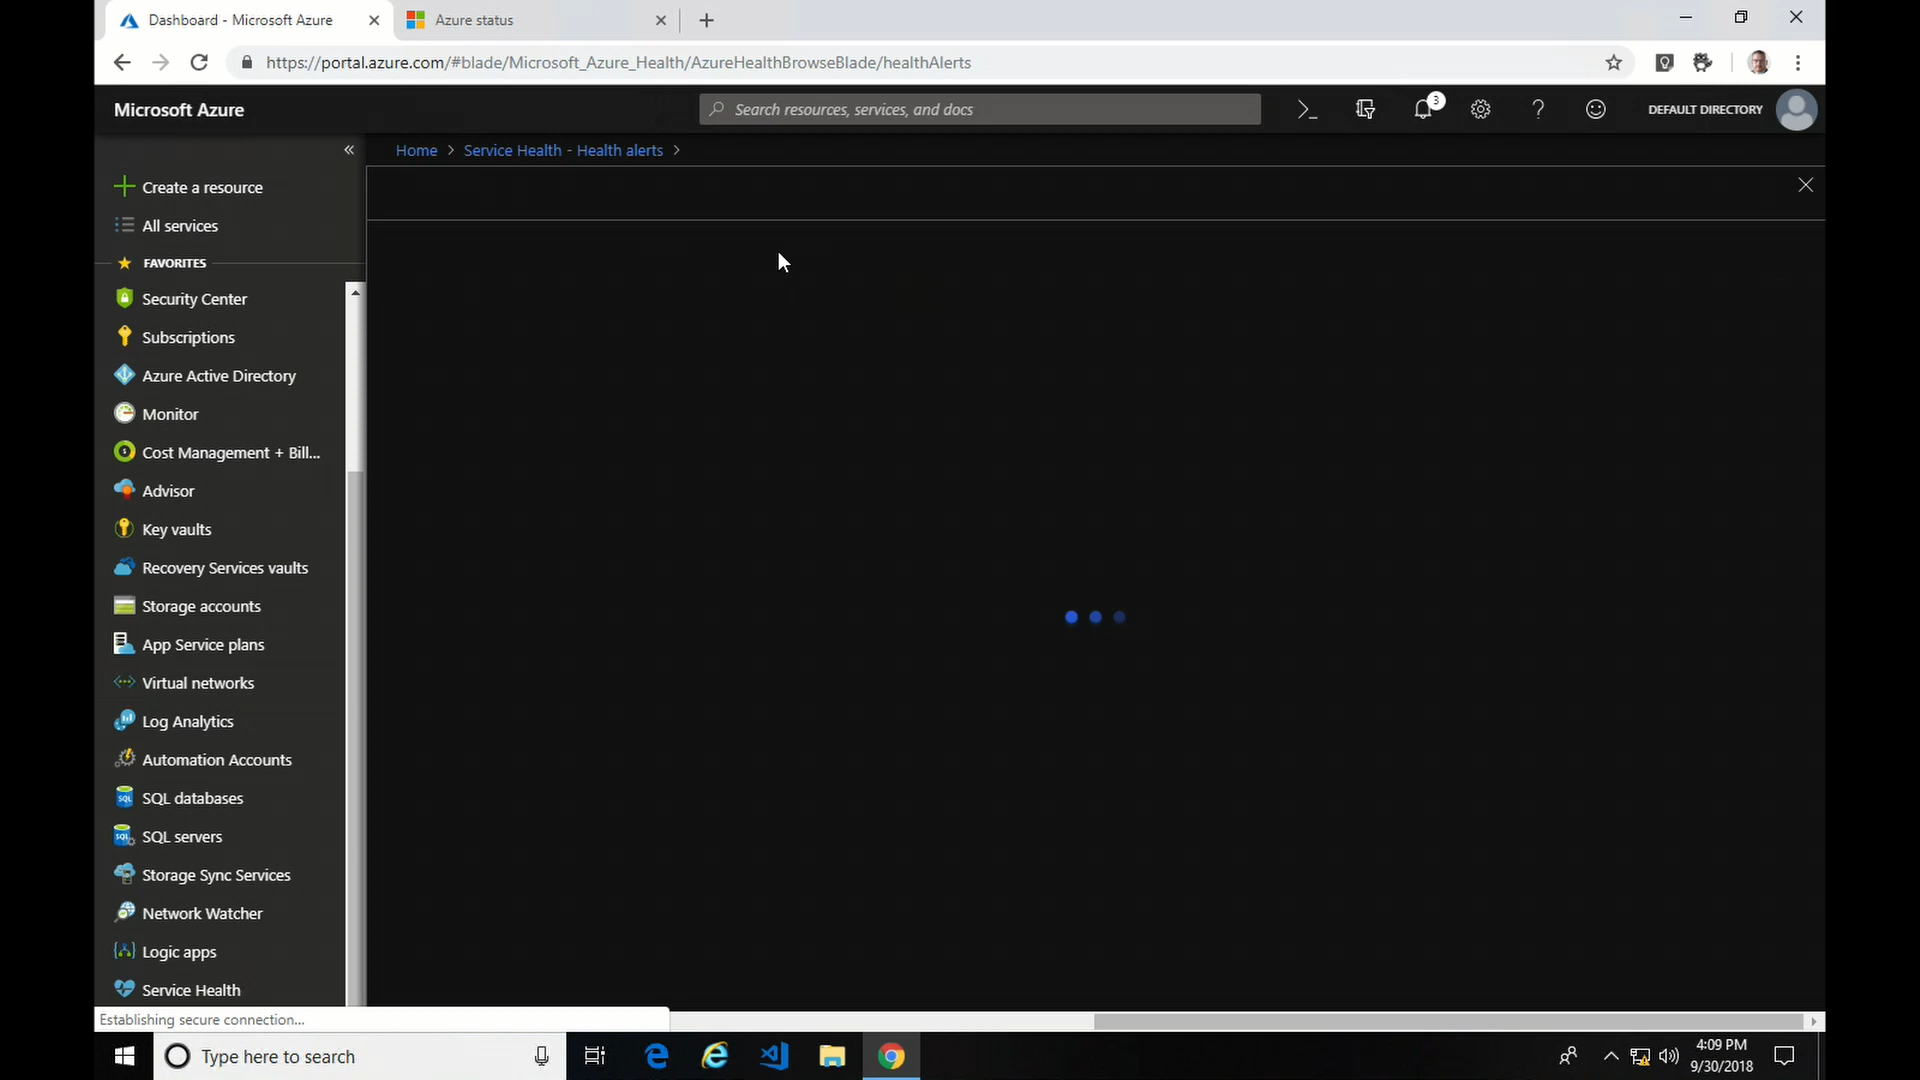 Dashboard - Microsoft Azure
Azure status
https://portal.azure.com/#blade/Microsoft_Azure_Health/AzureHealthBrowseBlade/healthAlerts
Microsoft Azure
Search resources, services, and docs
3
DEFAULT DIRECTORY
Home > Service Health - Health alerts >
Create a resource
All services
FAVORITES
Security Center
Subscriptions
Azure Active Directory
Monitor
Cost Management + Bill...
Advisor
Key vaults
Recovery Services vaults
Storage accounts
App Service plans
Virtual networks
Log Analytics
Automation Accounts
SQL databases
SQL servers
Storage Sync Services
Network Watcher
Logic apps
Service Health
Establishing secure connection...
Type here to search
4:09 PM
9/30/2018